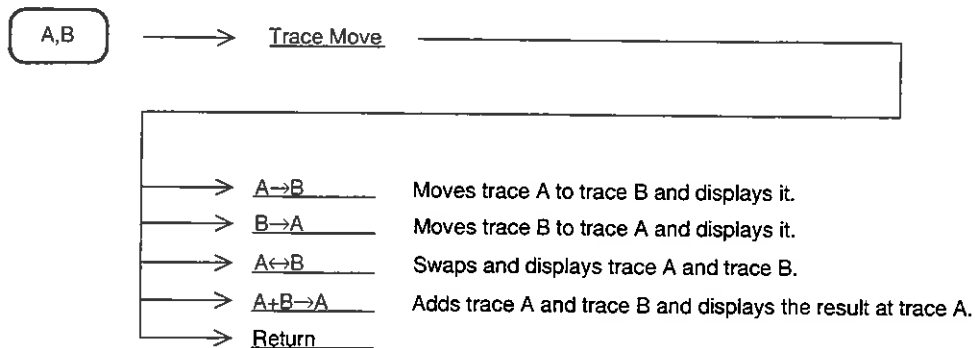 A,B Trace Move
A→B Moves trace A to trace B and displays it.
B→A Moves trace B to trace A and displays it.
A↔B Swaps and displays trace A and trace B.
A+B→A Adds trace A and trace B and displays the result at trace A.
Return